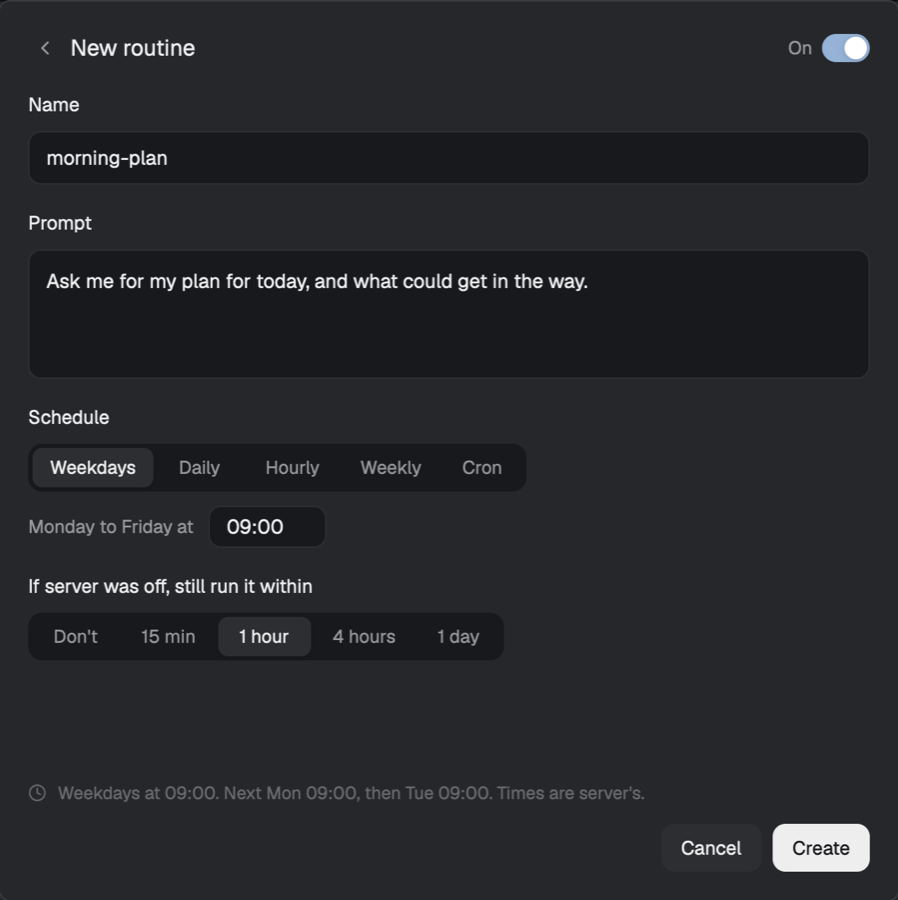 New routine
On
Name
morning-plan
Prompt
Ask me for my plan for today, and what could get in the way.
Schedule
Weekdays Daily Hourly Weekly Cron
Monday to Friday at 09:00
If server was off, still run it within
Don't 15 min 1 hour 4 hours 1 day
Weekdays at 09:00. Next Mon 09:00, then Tue 09:00. Times are server's.
Cancel Create